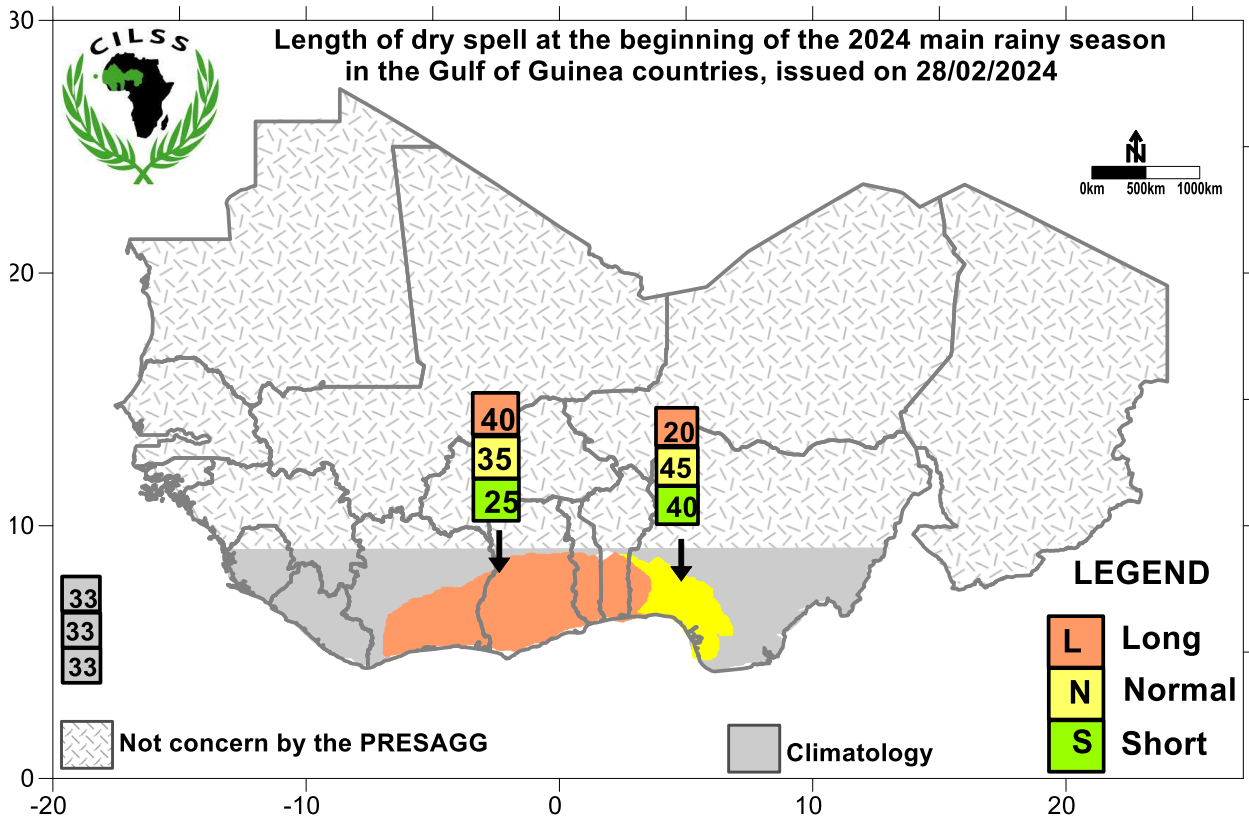 30
CILSS
Length of dry spell at the beginning of the 2024 main rainy season
in the Gulf of Guinea countries, issued on 28/02/2024
N
0km 500km 1000km
20
40
35
25
20
45
40
10
33
33
33
LEGEND
L Long
N Normal
S Short
Not concern by the PRESAGG
Climatology
0
-20 -10 0 10 20